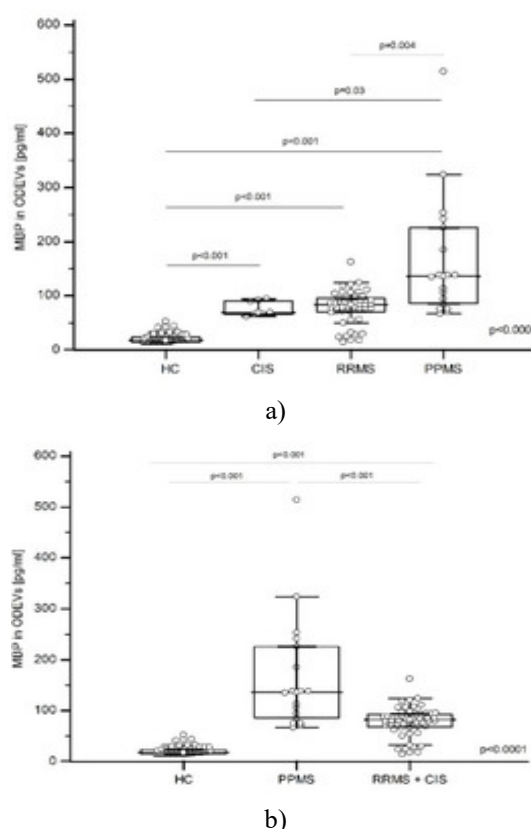 600
500
400
300
200
100
0
MBP in ODEVs [pg/ml]
p=0.004
p=0.03
p<0.001
p<0.001
p<0.001
p<0.000
HC CIS RRMS PPMS
a)
600
500
400
300
200
100
0
MBP in ODEVs [pg/ml]
p<0.001
p<0.001 p<0.001
p<0.0001
HC PPMS RRMS + CIS
b)